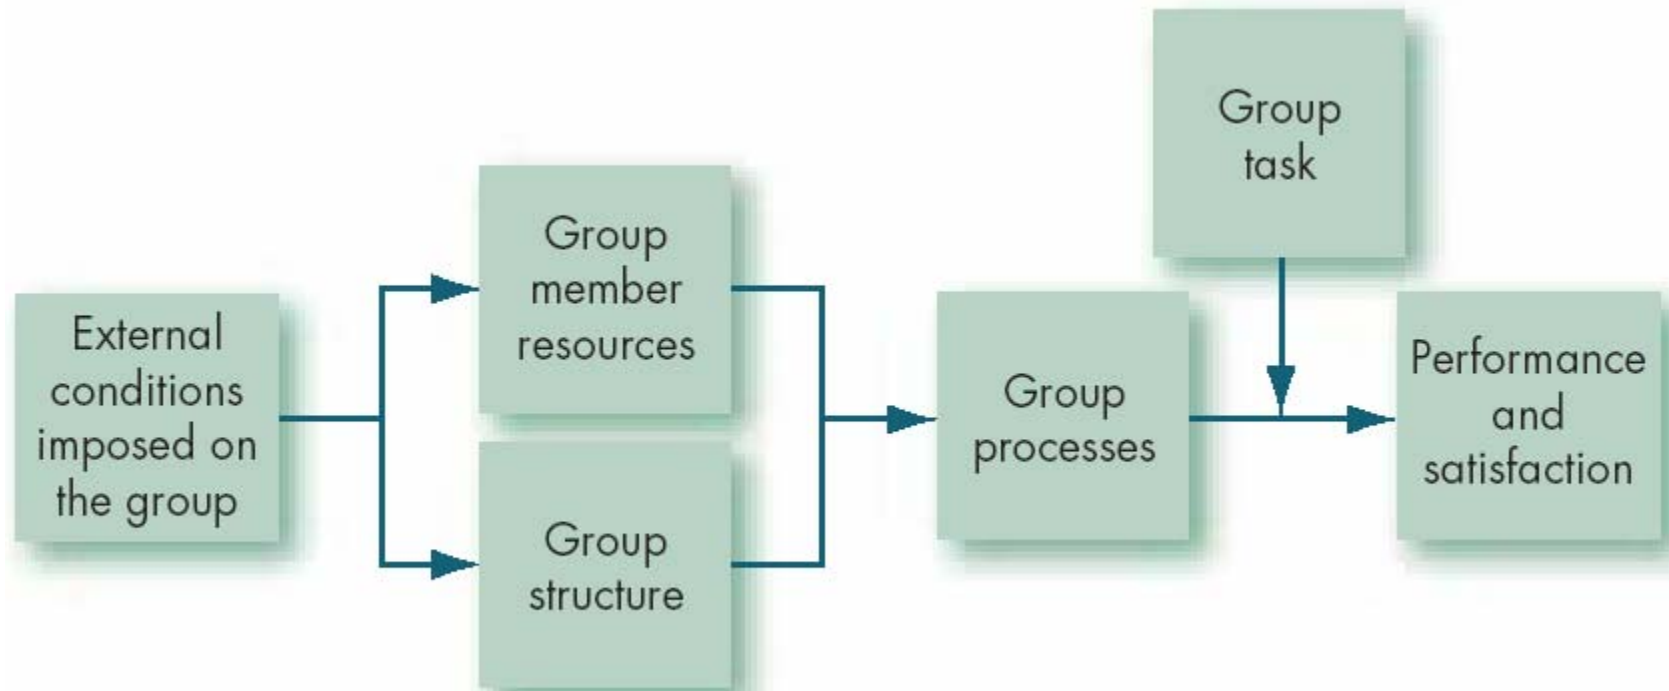 External
conditions
imposed on
the group
Group
member
resources
Group
structure
Group
processes
Group
task
Performance
and
satisfaction